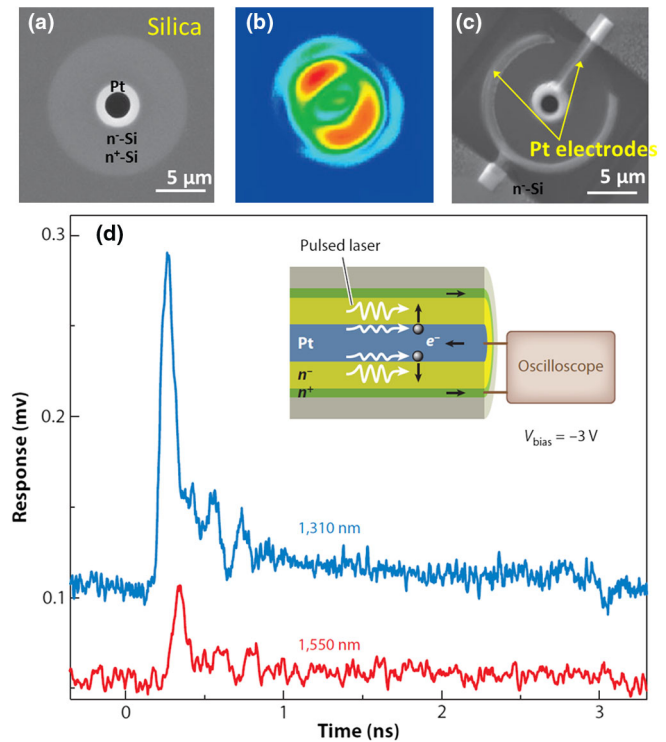 (a)
Silica
Pt
n⁻-Si
n⁺-Si
5 µm
(b)
(c)
Pt electrodes
n⁻-Si
5 µm
(d)
Response (mv)
0.3
0.2
0.1
Pulsed laser
Pt
e⁻
n⁻
n⁺
Oscilloscope
V_bias = –3 V
1,310 nm
1,550 nm
0
1
2
3
Time (ns)